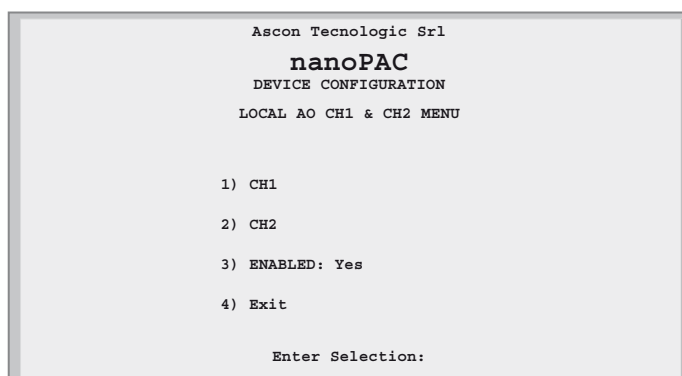 Ascon Tecnologic Srl
nanoPAC
DEVICE CONFIGURATION
LOCAL AO CH1 & CH2 MENU
1) CH1
2) CH2
3) ENABLED: Yes
4) Exit
Enter Selection: